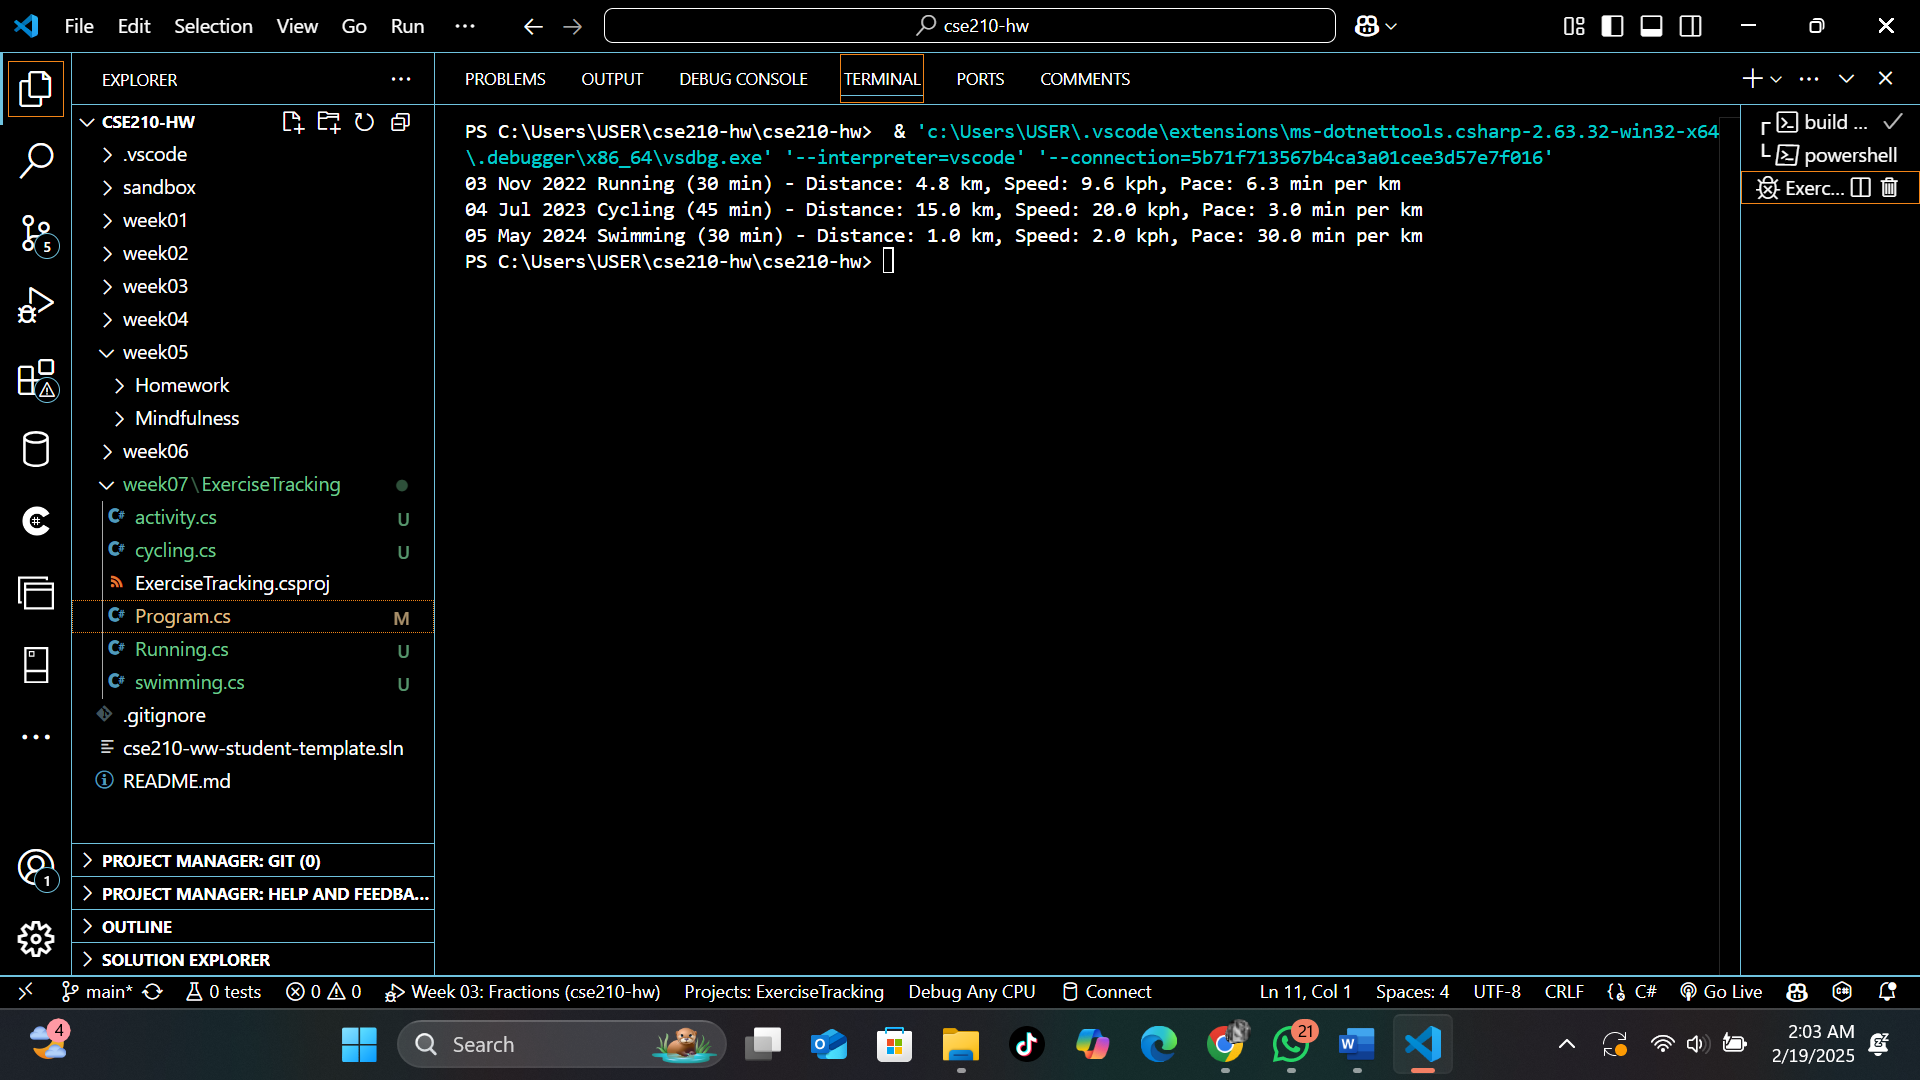 File Edit Selection View Go Run ...
cse210-hw
EXPLORER
PROBLEMS OUTPUT DEBUG CONSOLE TERMINAL PORTS COMMENTS
CSE210-HW
.vscode
sandbox
week01
week02
week03
week04
week05
Homework
Mindfulness
week06
week07\ExerciseTracking
activity.cs U
cycling.cs U
ExerciseTracking.csproj
Program.cs M
Running.cs U
swimming.cs U
.gitignore
cse210-ww-student-template.sln
README.md
PROJECT MANAGER: GIT (0)
PROJECT MANAGER: HELP AND FEEDBA...
OUTLINE
SOLUTION EXPLORER
5
1
PS C:\Users\USER\cse210-hw\cse210-hw>  & 'c:\Users\USER\.vscode\extensions\ms-dotnettools.csharp-2.63.32-win32-x64
\.debugger\x86_64\vsdbg.exe' '--interpreter=vscode' '--connection=5b71f713567b4ca3a01cee3d57e7f016'
03 Nov 2022 Running (30 min) - Distance: 4.8 km, Speed: 9.6 kph, Pace: 6.3 min per km
04 Jul 2023 Cycling (45 min) - Distance: 15.0 km, Speed: 20.0 kph, Pace: 3.0 min per km
05 May 2024 Swimming (30 min) - Distance: 1.0 km, Speed: 2.0 kph, Pace: 30.0 min per km
PS C:\Users\USER\cse210-hw\cse210-hw>
build ...
powershell
Exerc...
main* 0 tests 0 0 Week 03: Fractions (cse210-hw) Projects: ExerciseTracking Debug Any CPU Connect Ln 11, Col 1 Spaces: 4 UTF-8 CRLF C# Go Live
4
Search
21
2:03 AM
2/19/2025